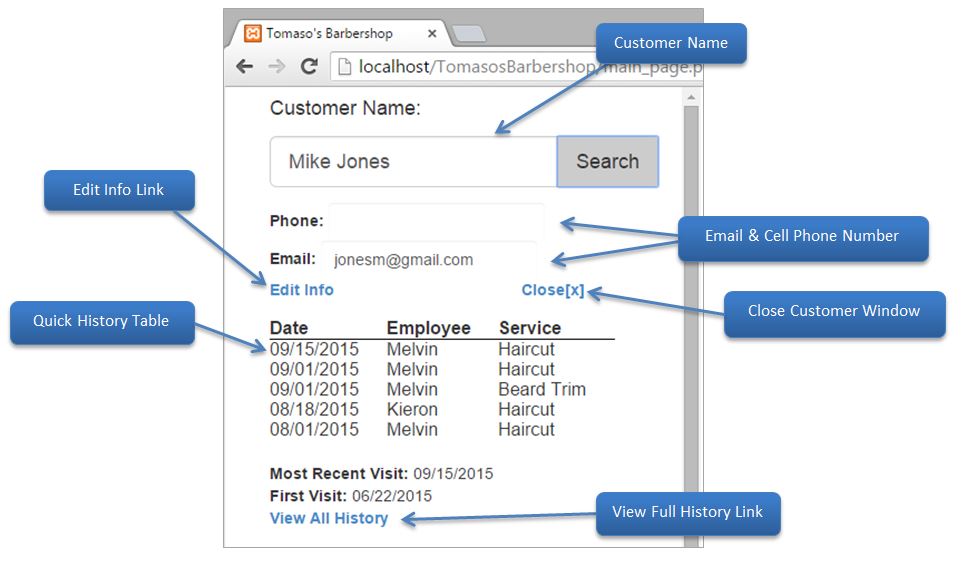 Tomaso's Barbershop
Customer Name
localhost/TomasosBarbershop/main_page.p
Customer Name:
Mike Jones
Search
Edit Info Link
Phone:
Email & Cell Phone Number
Email: jonesm@gmail.com
Edit Info
Close[x]
Close Customer Window
Quick History Table
Date Employee Service
09/15/2015 Melvin Haircut
09/01/2015 Melvin Haircut
09/01/2015 Melvin Beard Trim
08/18/2015 Kieron Haircut
08/01/2015 Melvin Haircut
Most Recent Visit: 09/15/2015
First Visit: 06/22/2015
View All History
View Full History Link